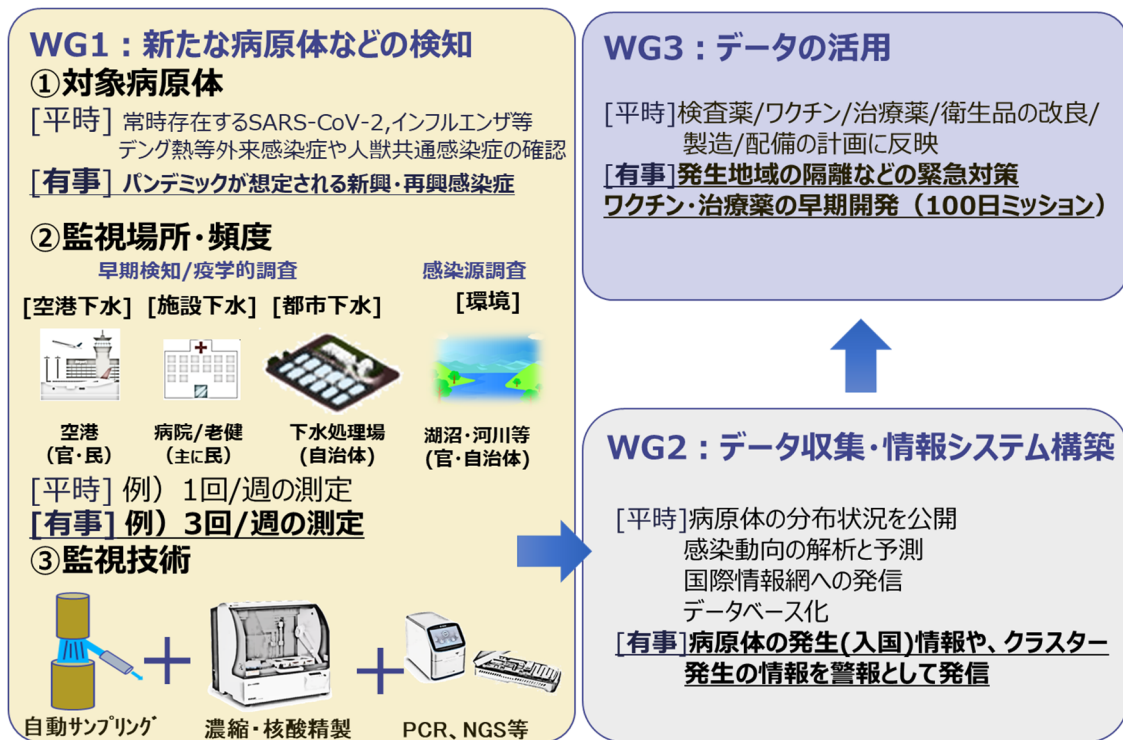 WG1：新たな病原体などの検知
①対象病原体
[平時] 常時存在するSARS-CoV-2,インフルエンザ等
デング熱等外来感染症や人獣共通感染症の確認
[有事] パンデミックが想定される新興・再興感染症
②監視場所・頻度
早期検知/疫学的調査 感染源調査
[空港下水] [施設下水] [都市下水] [環境]
空港 病院/老健 下水処理場 湖沼・河川等
（官・民） （主に民） (自治体) (官・自治体)
[平時] 例）1回/週の測定
[有事] 例）3回/週の測定
③監視技術
自動サンプリング 濃縮・核酸精製 PCR、NGS等
WG2：データ収集・情報システム構築
[平時]病原体の分布状況を公開
感染動向の解析と予測
国際情報網への発信
データベース化
[有事]病原体の発生(入国)情報や、クラスター
発生の情報を警報として発信
WG3：データの活用
[平時]検査薬/ワクチン/治療薬/衛生品の改良/
製造/配備の計画に反映
[有事]発生地域の隔離などの緊急対策
ワクチン・治療薬の早期開発（100日ミッション）